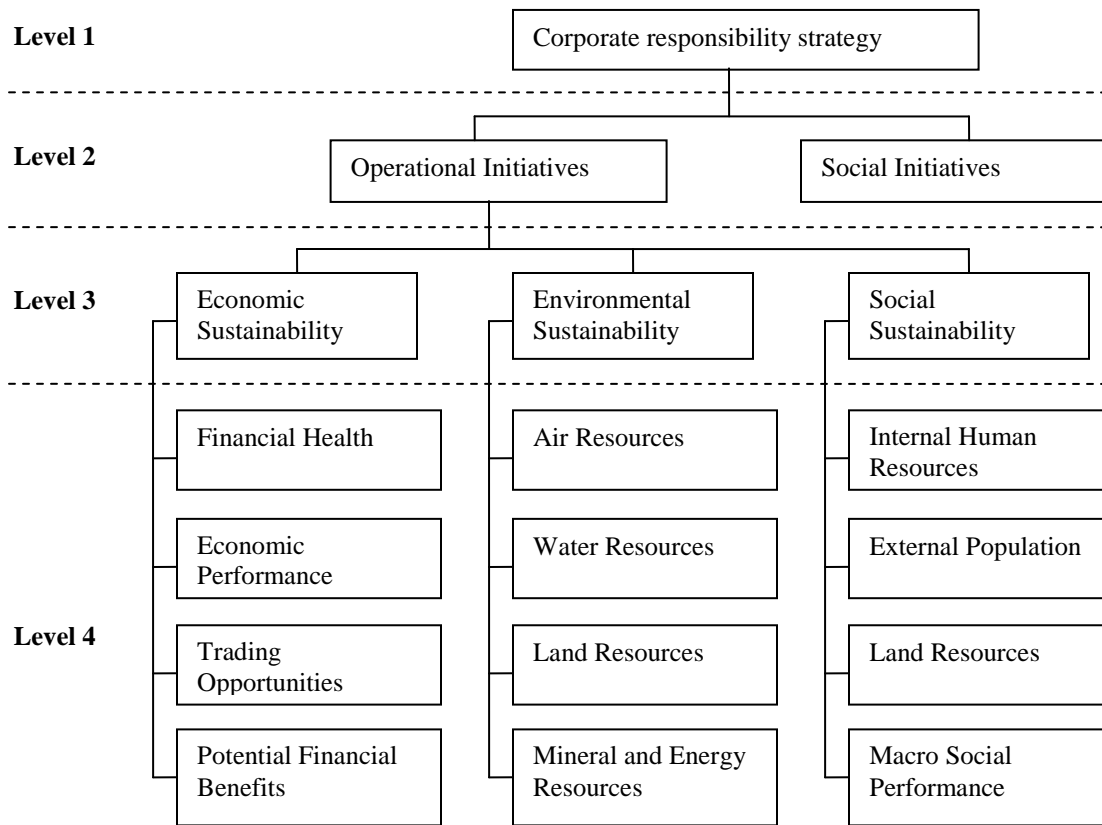 Level 1
Corporate responsibility strategy
Level 2
Operational Initiatives
Social Initiatives
Level 3
Economic
Sustainability
Environmental
Sustainability
Social
Sustainability
Level 4
Financial Health
Air Resources
Internal Human
Resources
Economic
Performance
Water Resources
External Population
Trading
Opportunities
Land Resources
Land Resources
Potential Financial
Benefits
Mineral and Energy
Resources
Macro Social
Performance